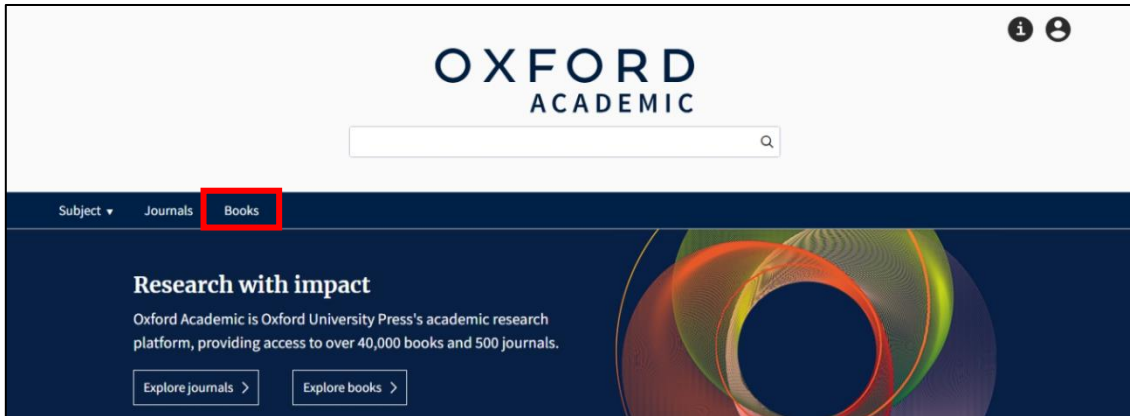 OXFORD
ACADEMIC
Subject ▾ Journals Books
Research with impact
Oxford Academic is Oxford University Press's academic research
platform, providing access to over 40,000 books and 500 journals.
Explore journals > Explore books >